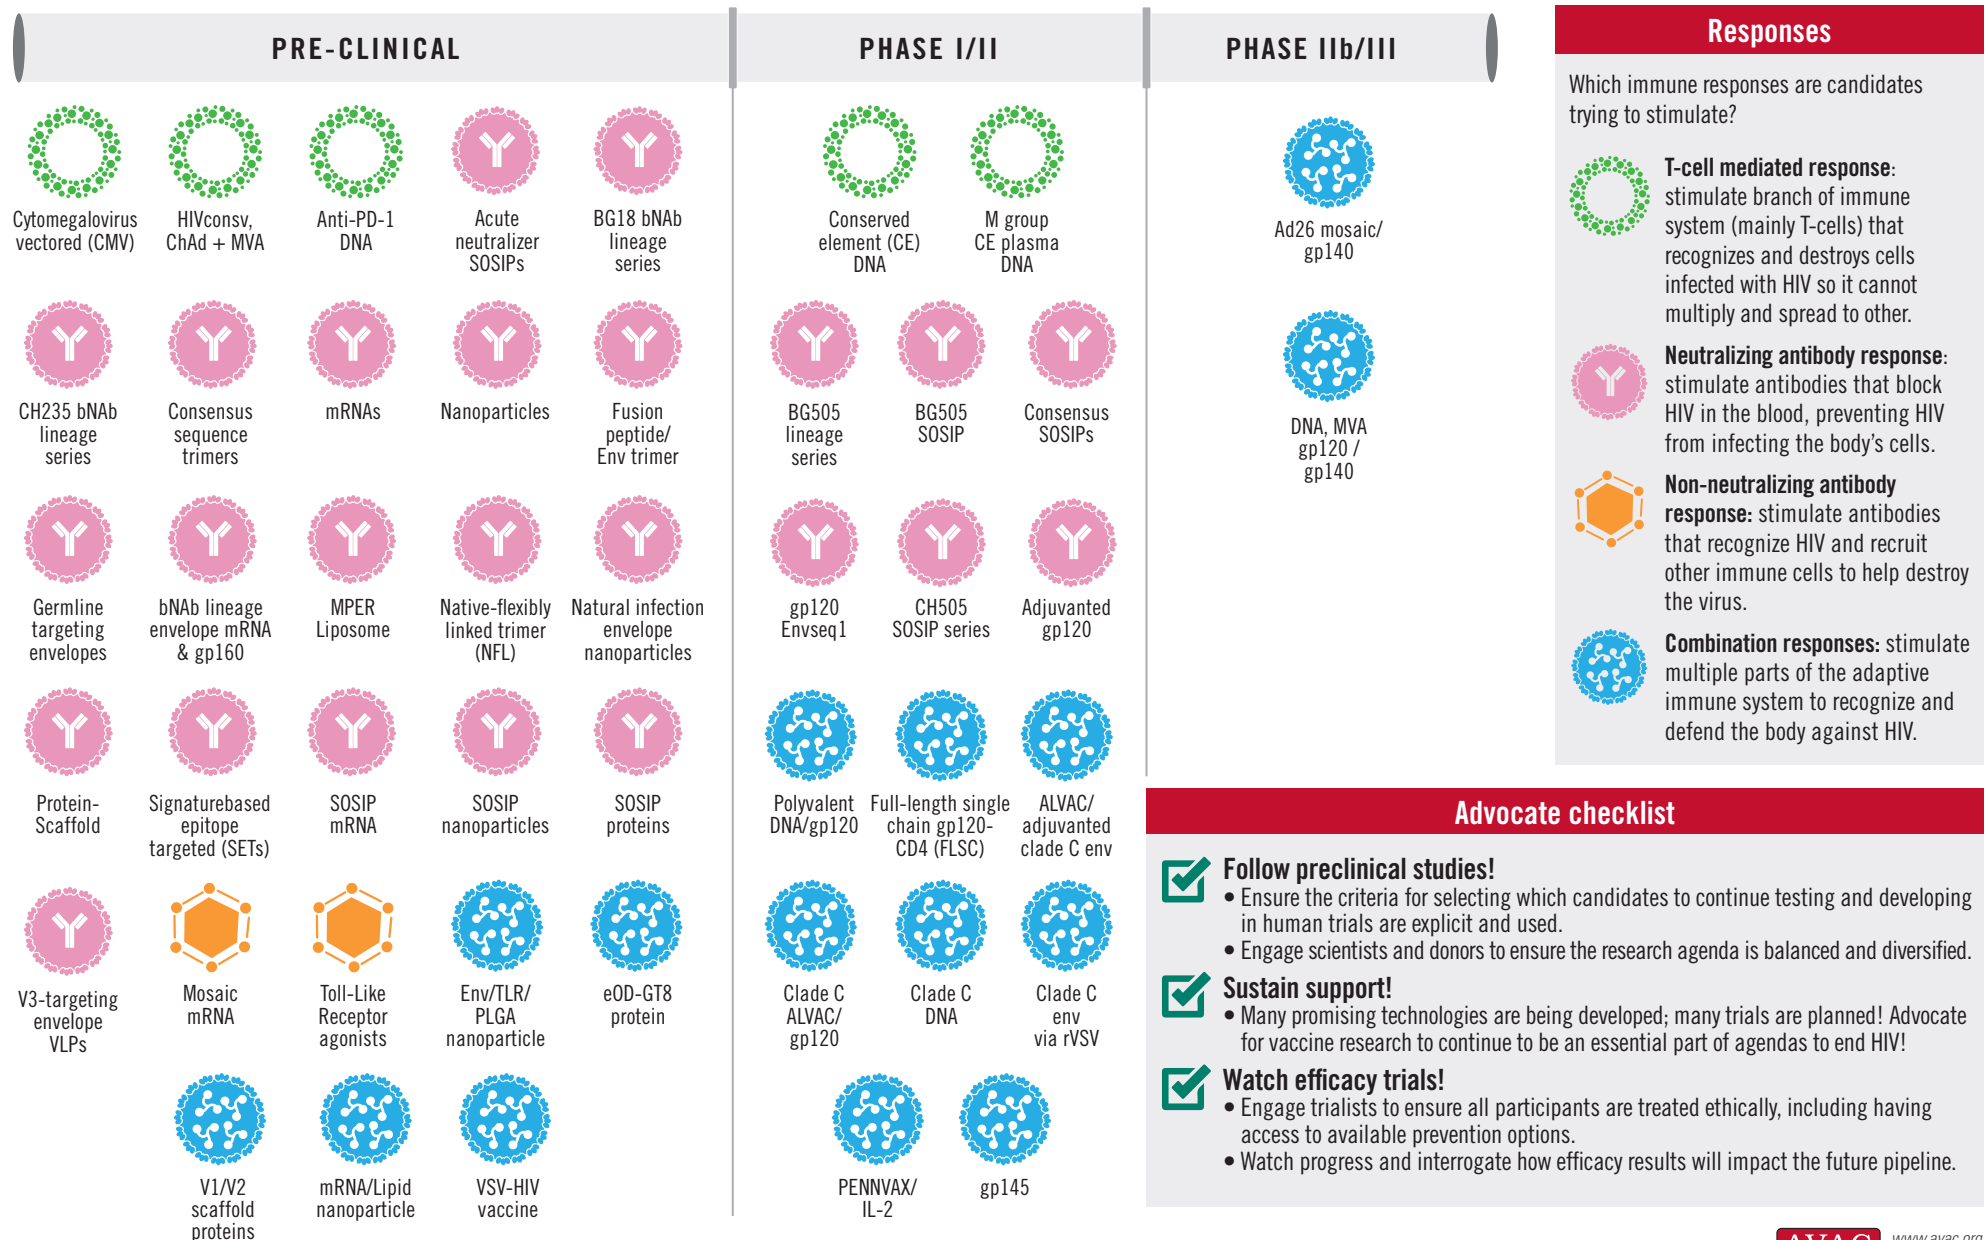 PRE-CLINICAL
PHASE I/II
PHASE IIb/III
Cytomegalovirus
vectored (CMV)
HIVconsv,
ChAd + MVA
Anti-PD-1
DNA
Acute
neutralizer
SOSIPs
BG18 bNAb
lineage
series
CH235 bNAb
lineage
series
Consensus
sequence
trimers
mRNAs
Nanoparticles
Fusion
peptide/
Env trimer
Germline
targeting
envelopes
bNAb lineage
envelope mRNA
& gp160
MPER
Liposome
Native-flexibly
linked trimer
(NFL)
Natural infection
envelope
nanoparticles
Protein-
Scaffold
Signaturebased
epitope
targeted (SETs)
SOSIP
mRNA
SOSIP
nanoparticles
SOSIP
proteins
V3-targeting
envelope
VLPs
Mosaic
mRNA
Toll-Like
Receptor
agonists
Env/TLR/
PLGA
nanoparticle
eOD-GT8
protein
V1/V2
scaffold
proteins
mRNA/Lipid
nanoparticle
VSV-HIV
vaccine
Conserved
element (CE)
DNA
M group
CE plasma
DNA
BG505
lineage
series
BG505
SOSIP
Consensus
SOSIPs
gp120
Envseq1
CH505
SOSIP series
Adjuvanted
gp120
Polyvalent
DNA/gp120
Full-length single
chain gp120-
CD4 (FLSC)
ALVAC/
adjuvanted
clade C env
Clade C
ALVAC/
gp120
Clade C
DNA
Clade C
env
via rVSV
PENNVAX/
IL-2
gp145
Ad26 mosaic/
gp140
DNA, MVA
gp120 /
gp140
Responses
Which immune responses are candidates
trying to stimulate?
T-cell mediated response:
stimulate branch of immune
system (mainly T-cells) that
recognizes and destroys cells
infected with HIV so it cannot
multiply and spread to other.
Neutralizing antibody response:
stimulate antibodies that block
HIV in the blood, preventing HIV
from infecting the body's cells.
Non-neutralizing antibody
response: stimulate antibodies
that recognize HIV and recruit
other immune cells to help destroy
the virus.
Combination responses: stimulate
multiple parts of the adaptive
immune system to recognize and
defend the body against HIV.
Advocate checklist
Follow preclinical studies!
• Ensure the criteria for selecting which candidates to continue testing and developing
in human trials are explicit and used.
• Engage scientists and donors to ensure the research agenda is balanced and diversified.
Sustain support!
• Many promising technologies are being developed; many trials are planned! Advocate
for vaccine research to continue to be an essential part of agendas to end HIV!
Watch efficacy trials!
• Engage trialists to ensure all participants are treated ethically, including having
access to available prevention options.
• Watch progress and interrogate how efficacy results will impact the future pipeline.
AVAC
www.avac.org